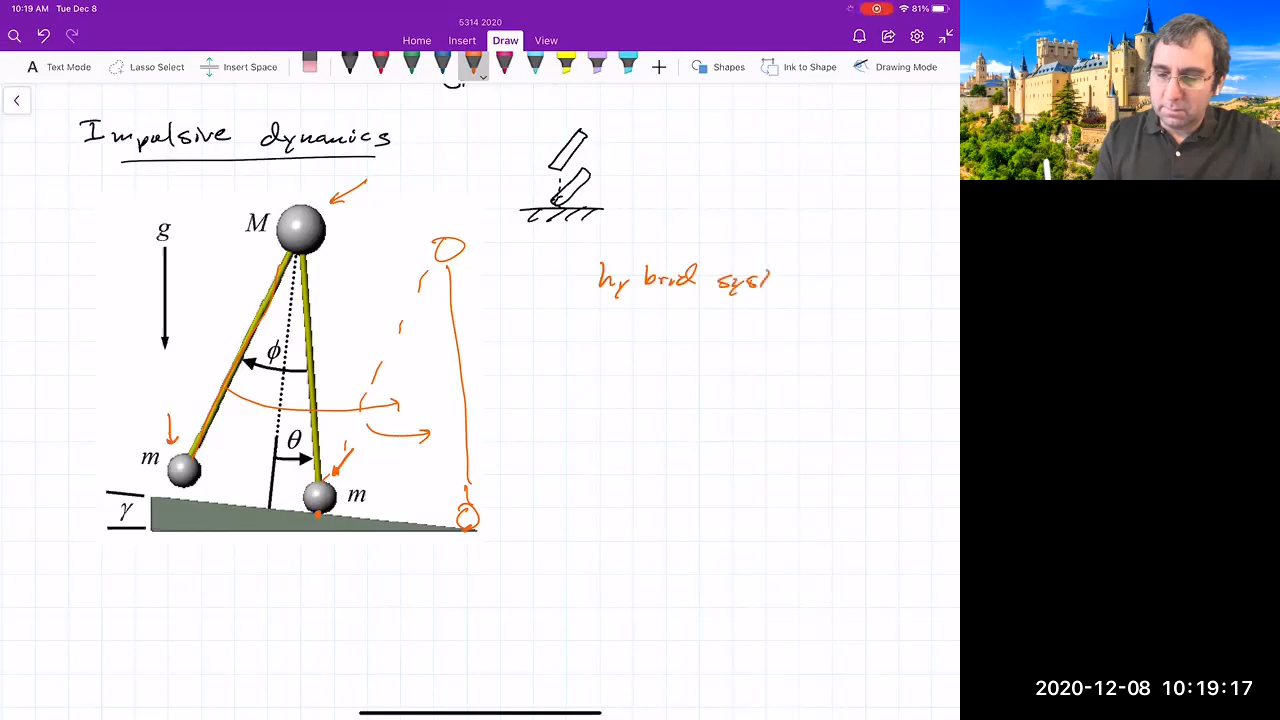 10:19 AM Tue Dec 8
81%
5314 2020
Home Insert Draw View
Text Mode Lasso Select Insert Space Shapes Ink to Shape Drawing Mode
Impulsive dynamics
M
g
hybrid syst
ϕ
θ
m
m
γ
2020-12-08 10:19:17